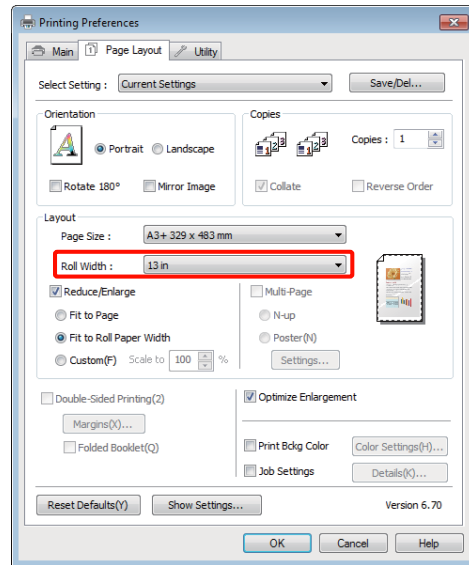 Printing Preferences
Main Page Layout Utility
Select Setting : Current Settings Save/Del...
Orientation Copies
Portrait Landscape Copies : 1
Rotate 180° Mirror Image Collate Reverse Order
Layout
Page Size : A3+ 329 x 483 mm
Roll Width : 13 in
Reduce/Enlarge Multi-Page
Fit to Page N-up
Fit to Roll Paper Width Poster(N)
Custom(F) Scale to 100 % Settings...
Double-Sided Printing(2) Optimize Enlargement
Margins(X)...
Folded Booklet(Q) Print Bckg Color Color Settings(H)...
Job Settings Details(K)...
Reset Defaults(Y) Show Settings... Version 6.70
OK Cancel Help